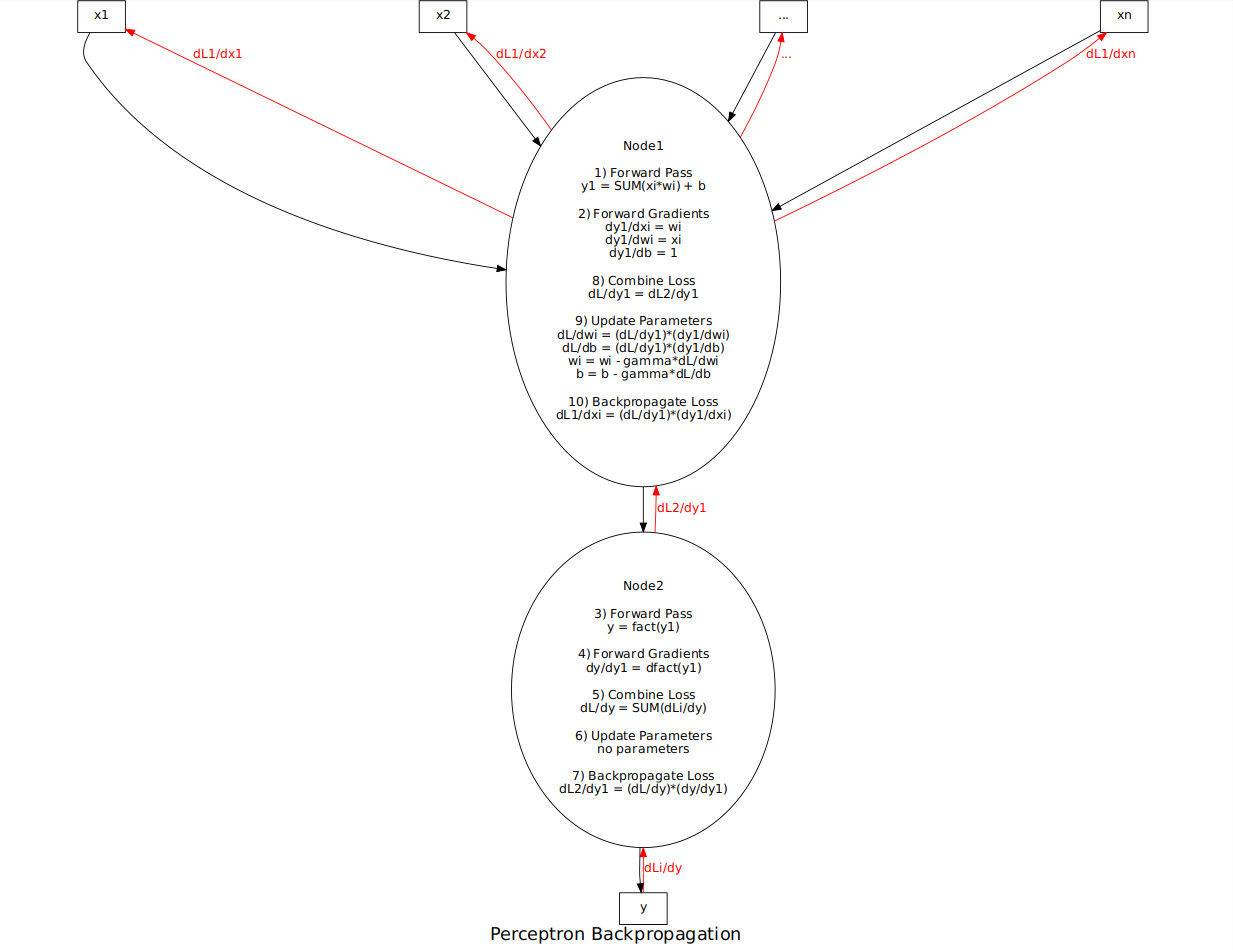 x1
x2
...
xn
dL1/dx1
dL1/dx2
...
dL1/dxn
Node1
1) Forward Pass
y1 = SUM(xi*wi) + b
2) Forward Gradients
dy1/dxi = wi
dy1/dwi = xi
dy1/db = 1
8) Combine Loss
dL/dy1 = dL2/dy1
9) Update Parameters
dL/dwi = (dL/dy1)*(dy1/dwi)
dL/db = (dL/dy1)*(dy1/db)
wi = wi - gamma*dL/dwi
b = b - gamma*dL/db
10) Backpropagate Loss
dL1/dxi = (dL/dy1)*(dy1/dxi)
dL2/dy1
Node2
3) Forward Pass
y = fact(y1)
4) Forward Gradients
dy/dy1 = dfact(y1)
5) Combine Loss
dL/dy = SUM(dLi/dy)
6) Update Parameters
no parameters
7) Backpropagate Loss
dL2/dy1 = (dL/dy)*(dy/dy1)
dLi/dy
y
Perceptron Backpropagation